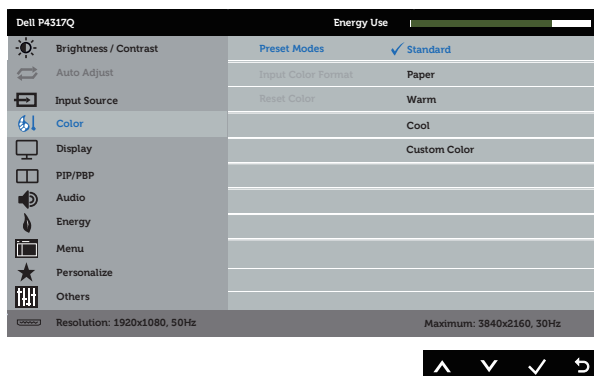 Dell P4317Q Energy Use
Brightness / Contrast Preset Modes Standard
Auto Adjust Input Color Format Paper
Input Source Reset Color Warm
Color Cool
Display Custom Color
PIP/PBP
Audio
Energy
Menu
Personalize
Others
Resolution: 1920x1080, 50Hz Maximum: 3840x2160, 30Hz